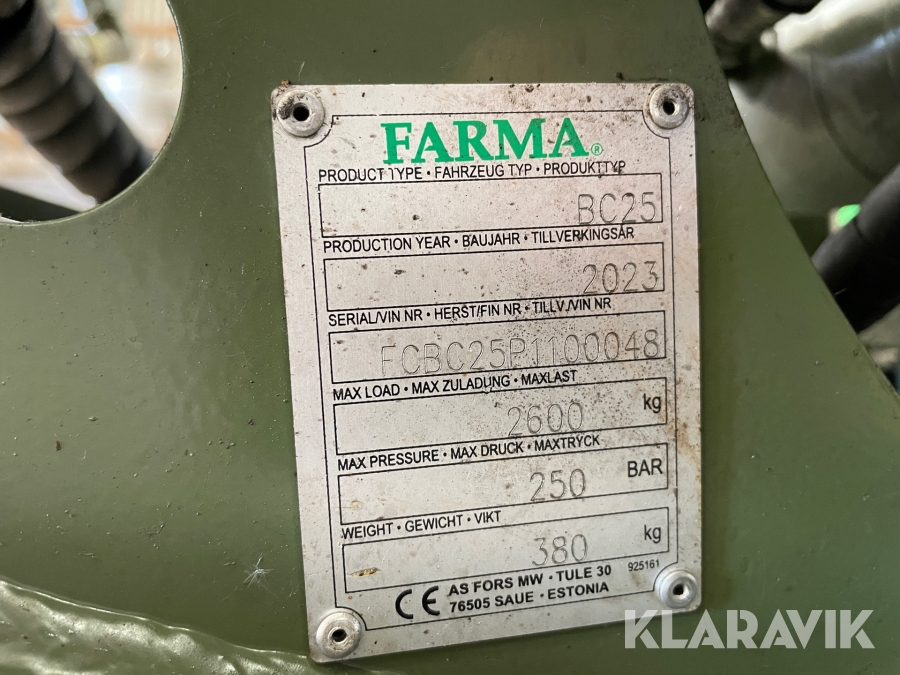 FARMA®
PRODUCT TYPE • FAHRZEUG TYP • PRODUKTTYP
BC25
PRODUCTION YEAR • BAUJAHR • TILLVERKINGSÅR
2023
SERIAL/VIN NR • HERST/FIN NR • TILLV./VIN NR
FCBC25P1100048
MAX LOAD • MAX ZULADUNG • MAXLAST
2600 kg
MAX PRESSURE • MAX DRUCK • MAXTRYCK
250 BAR
WEIGHT • GEWICHT • VIKT
380 kg
925161
CE AS FORS MW • TULE 30
76505 SAUE • ESTONIA
KLARAVIK